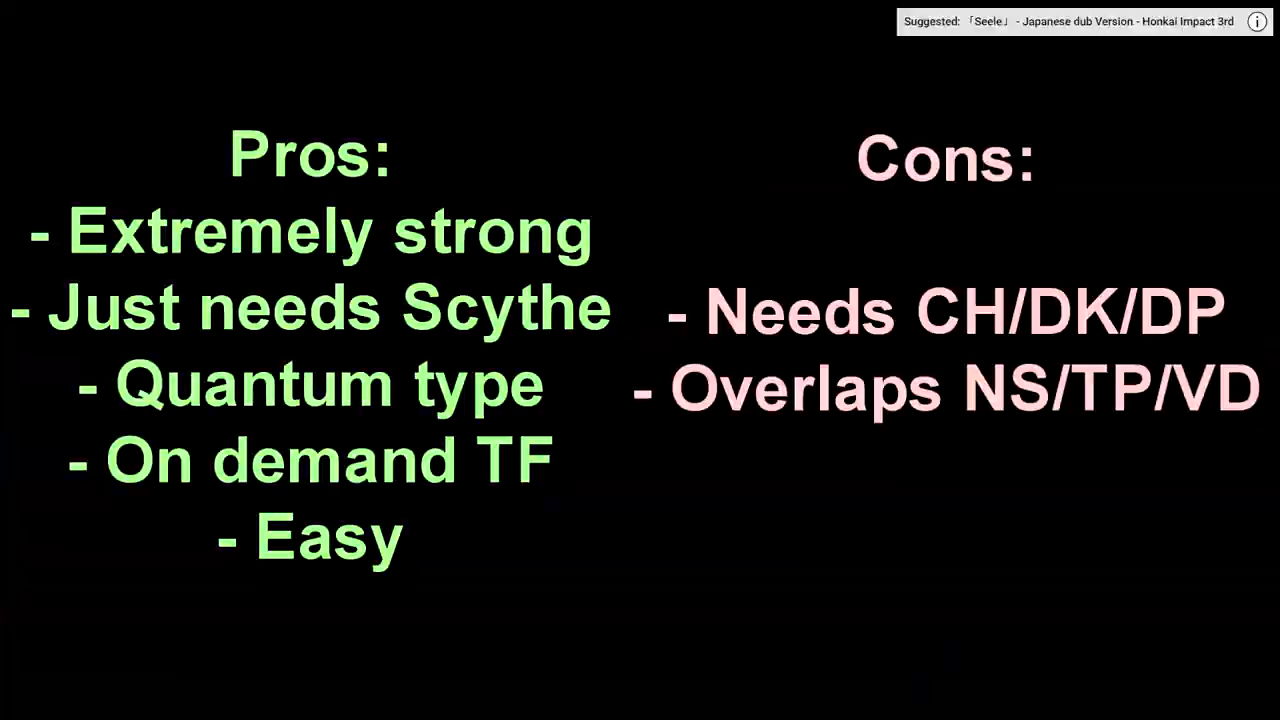 Suggested: 「Seele」 - Japanese dub Version - Honkai Impact 3rd
Pros:
- Extremely strong
- Just needs Scythe
- Quantum type
- On demand TF
- Easy
Cons:
- Needs CH/DK/DP
- Overlaps NS/TP/VD